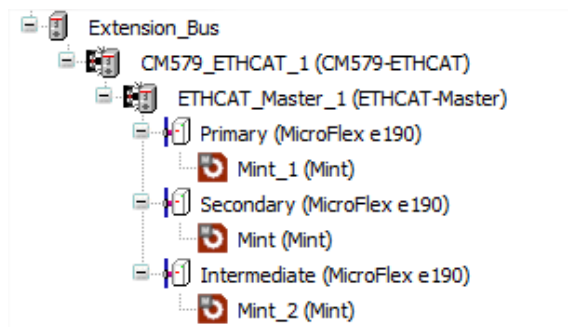 Extension_Bus
CM579_ETHCAT_1 (CM579-ETHCAT)
ETHCAT_Master_1 (ETHCAT-Master)
Primary (MicroFlex e190)
Mint_1 (Mint)
Secondary (MicroFlex e190)
Mint (Mint)
Intermediate (MicroFlex e190)
Mint_2 (Mint)